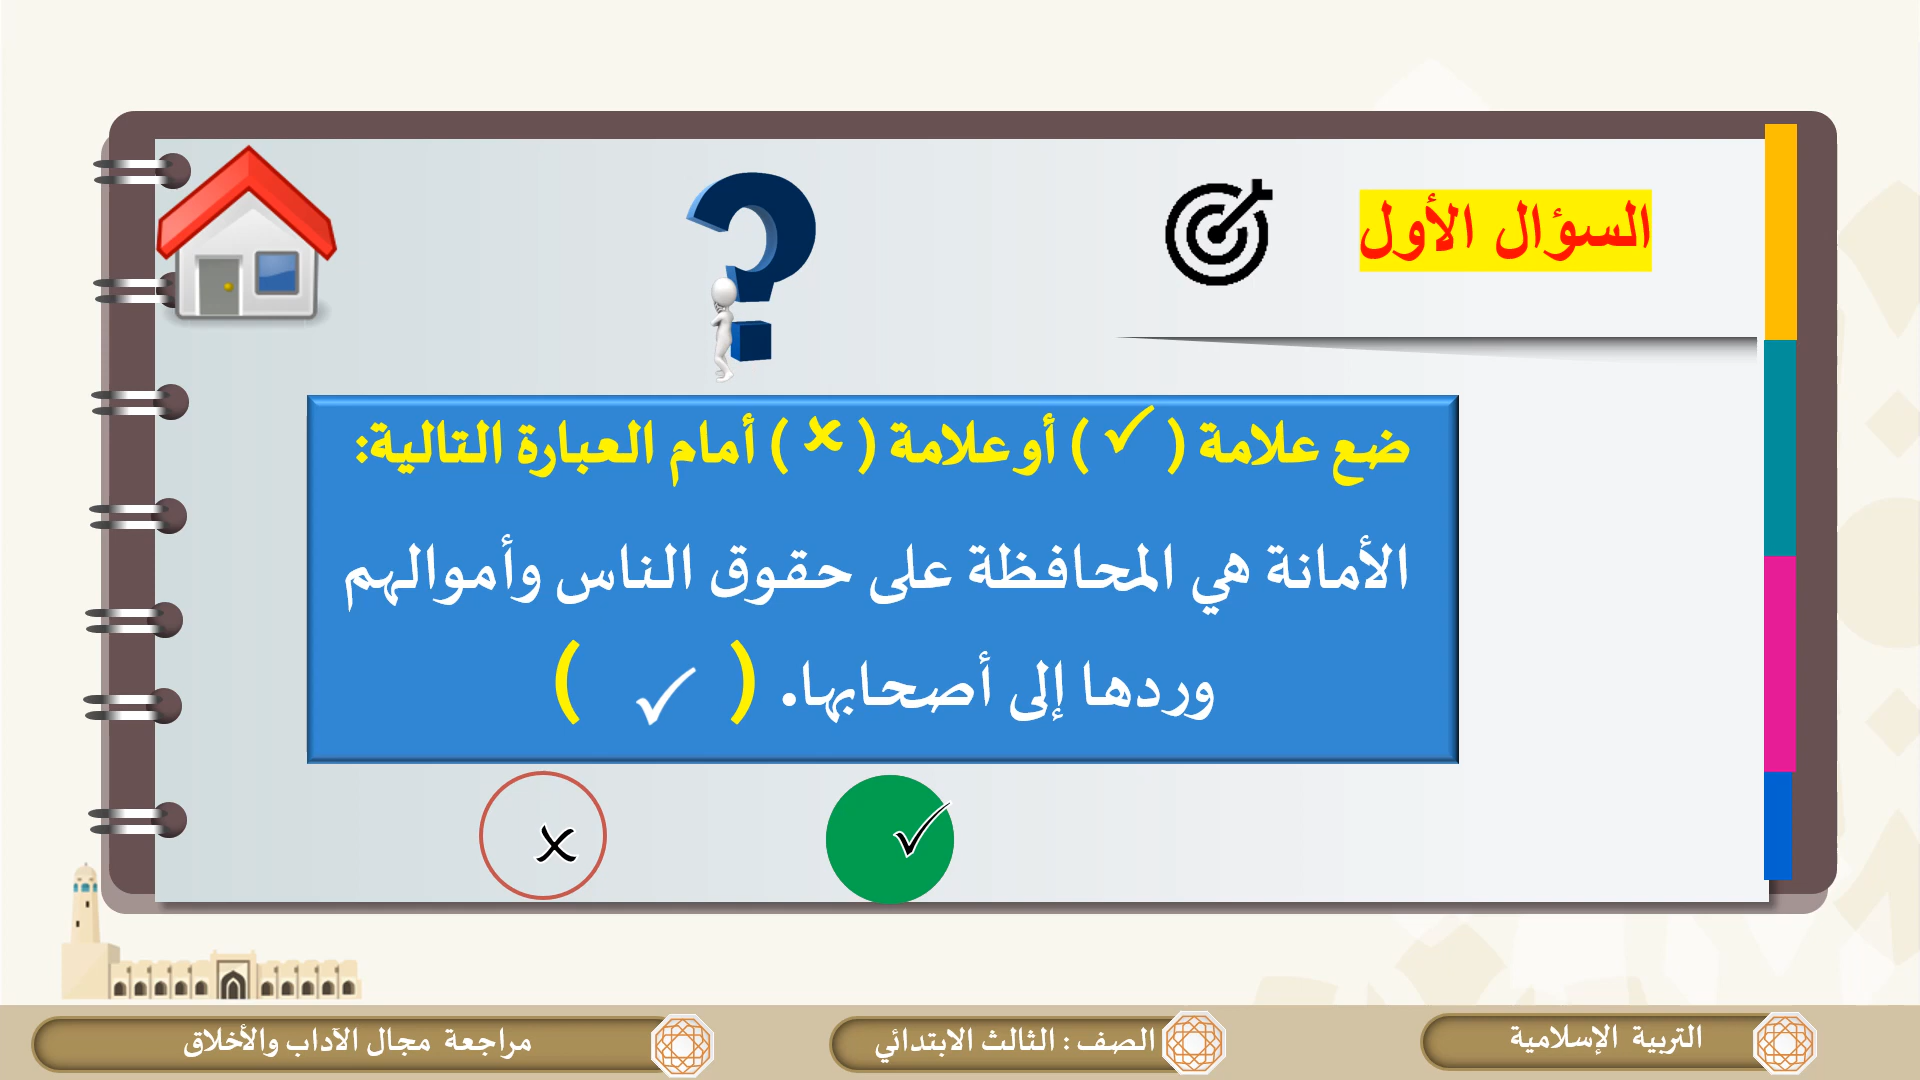 السؤال الأول
ضع علامة ( ✓ ) أو علامة ( ✗ ) أمام العبارة التالية:
الأمانة هي المحافظة على حقوق الناس وأموالهم
وردها إلى أصحابها. ( ✓ )
✓ ✗
التربية الإسلامية
الصف : الثالث الابتدائي
مراجعة مجال الآداب والأخلاق